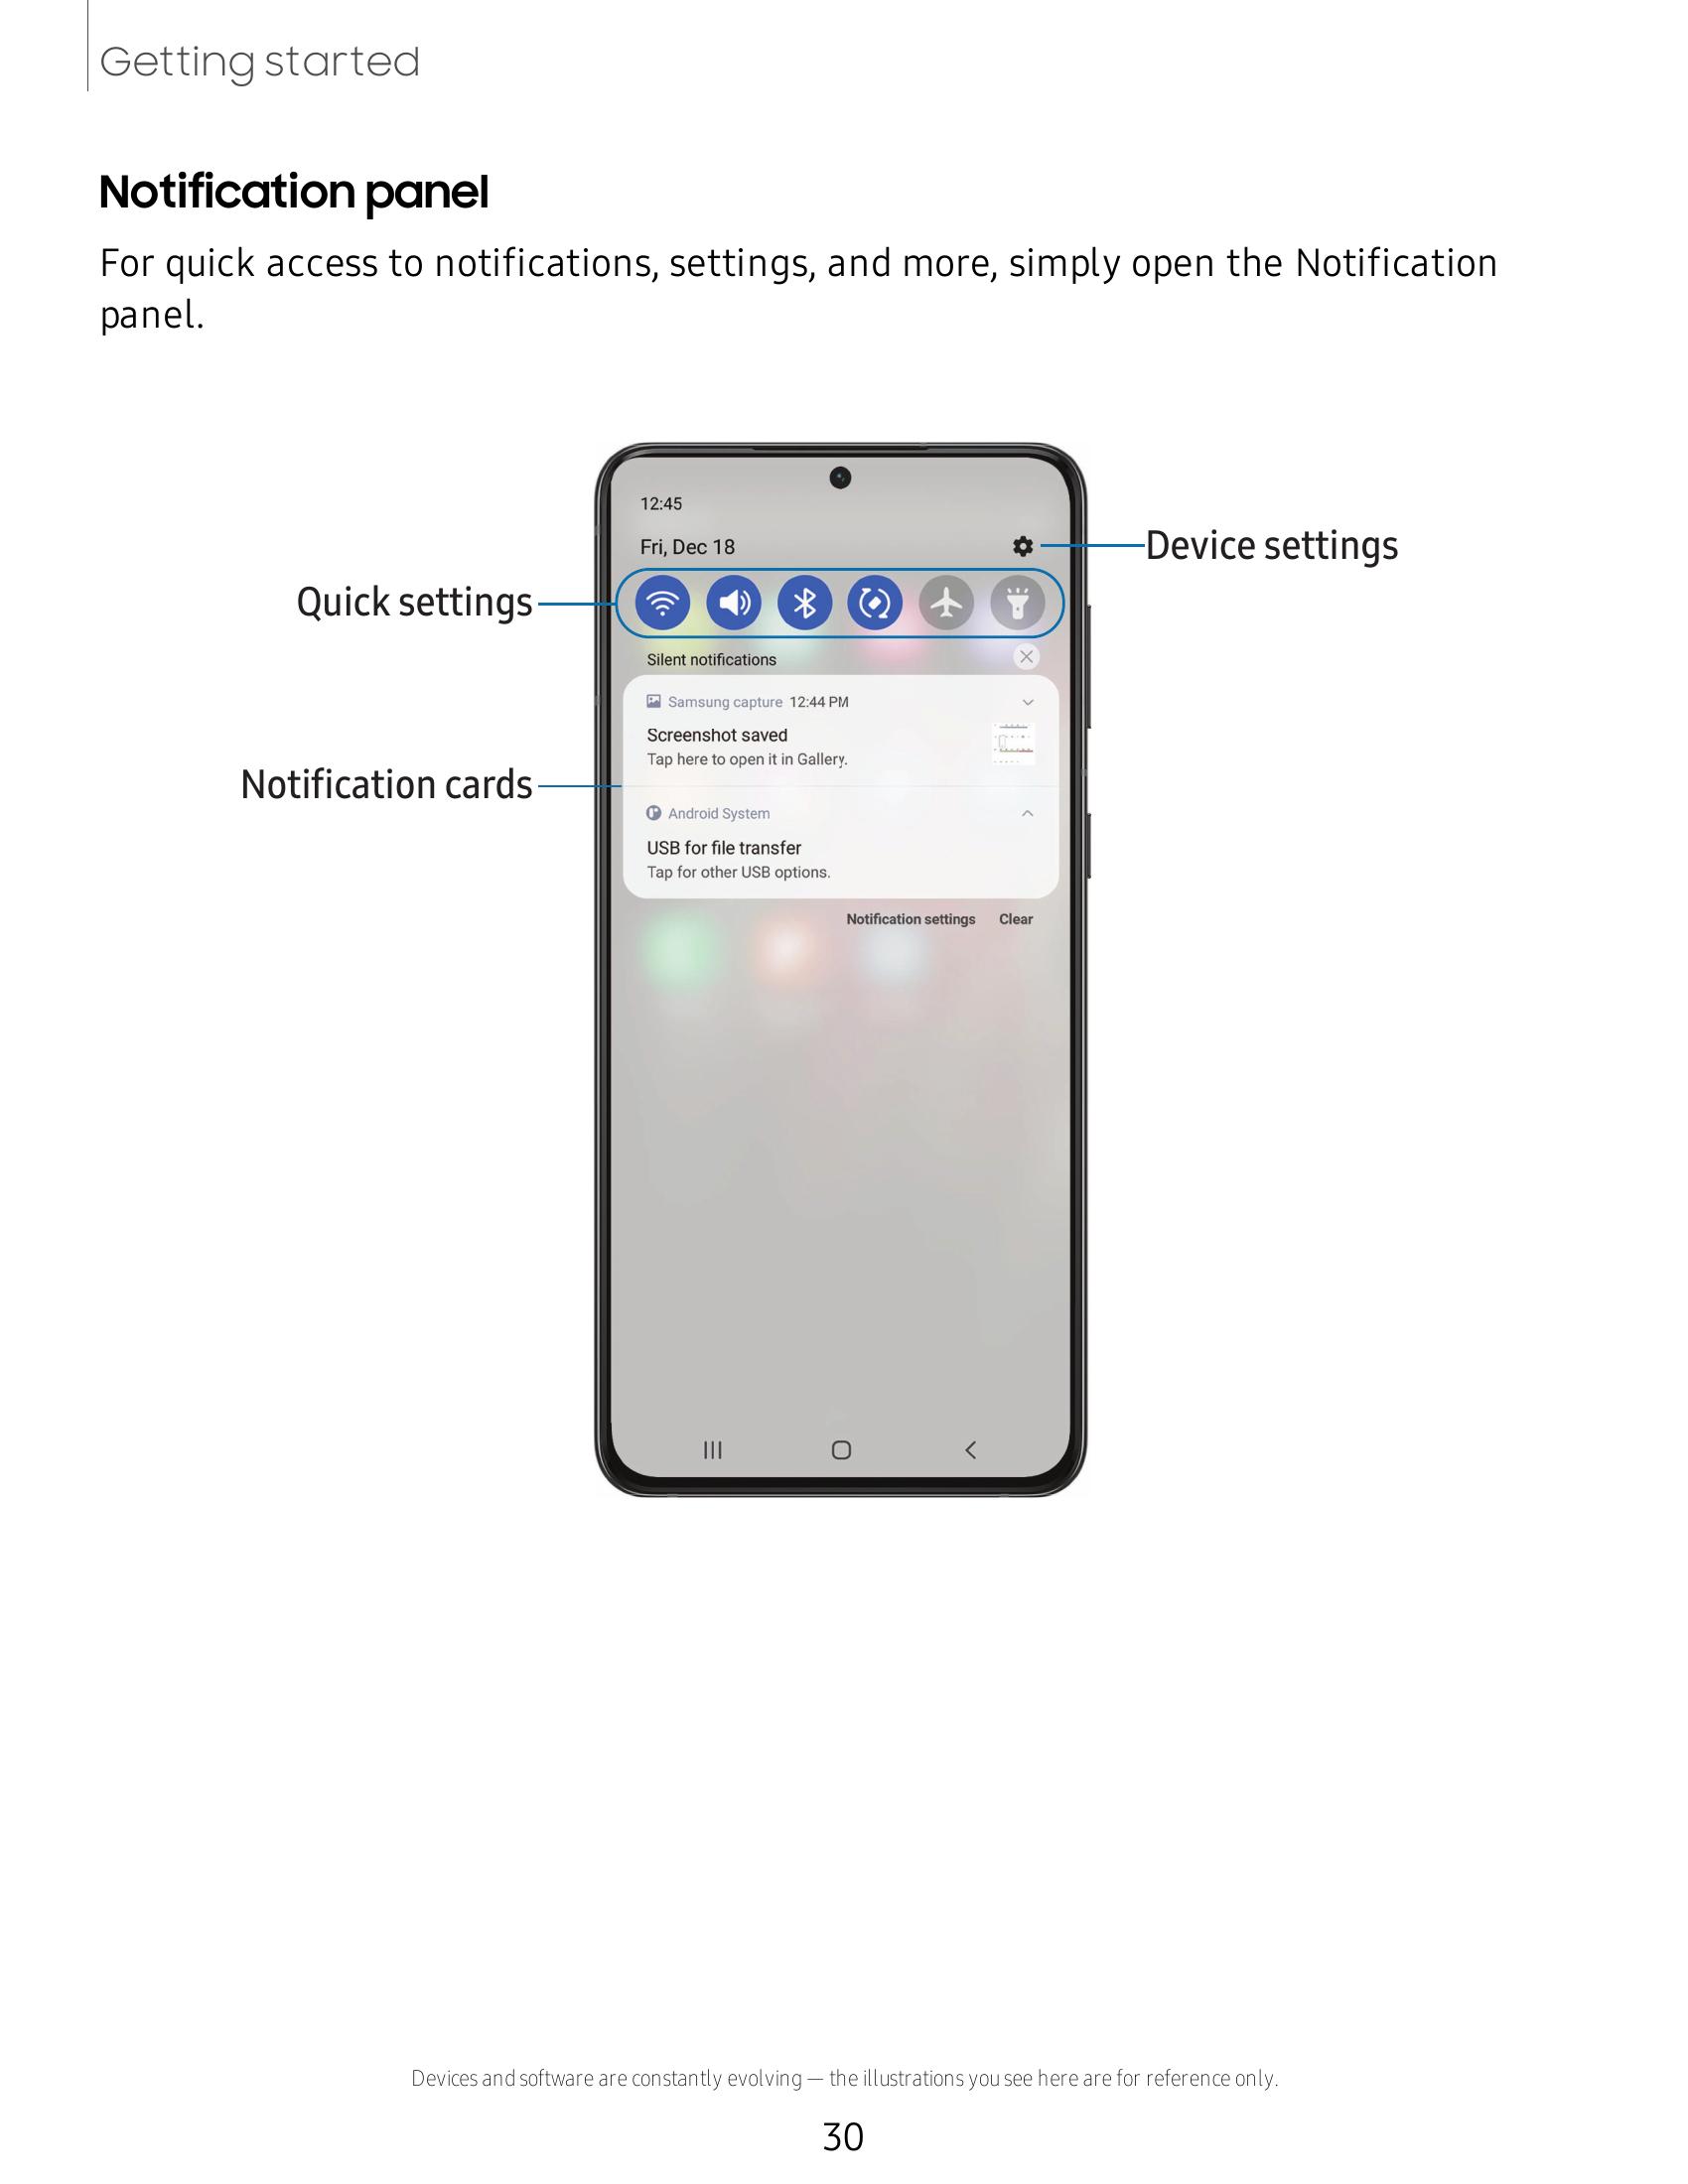 Getting started
Notification panel
For quick access to notifications, settings, and more, simply open the Notification
panel.
12:45
Fri, Dec 18
Device settings
Quick settings
Silent notifications
Samsung capture 12:44 PM
Screenshot saved
Tap here to open it in Gallery.
Notification cards
Android System
USB for file transfer
Tap for other USB options.
Notification settings Clear
Devices and software are constantly evolving — the illustrations you see here are for reference only.
30